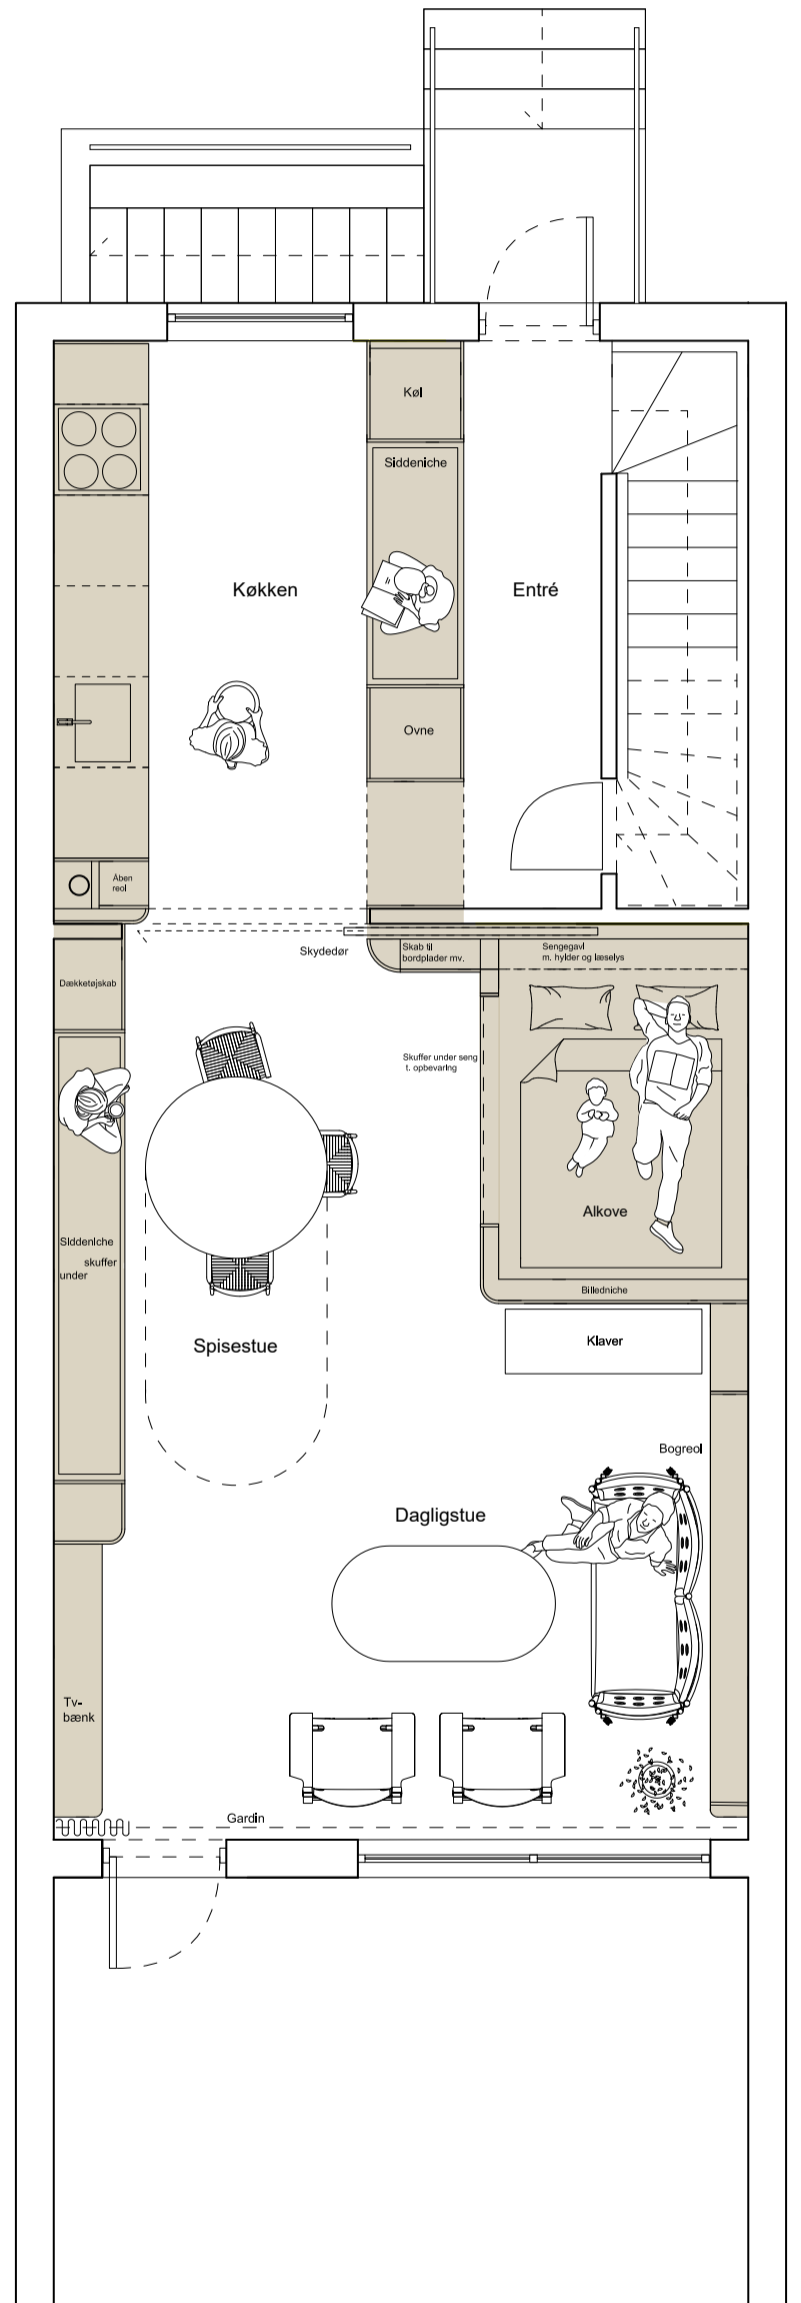 Køl
Siddeniche
Køkken
Entré
Ovne
Åben
reol
Skydedør
Skab til
bordplader mv.
Sengegavl
m. hylder og læselys
Dækketøjskab
Skuffer under seng
t. opbevaring
Alkove
Siddeniche
skuffer
under
Billedniche
Spisestue
Klaver
Bogreol
Dagligstue
Tv-
bænk
Gardin